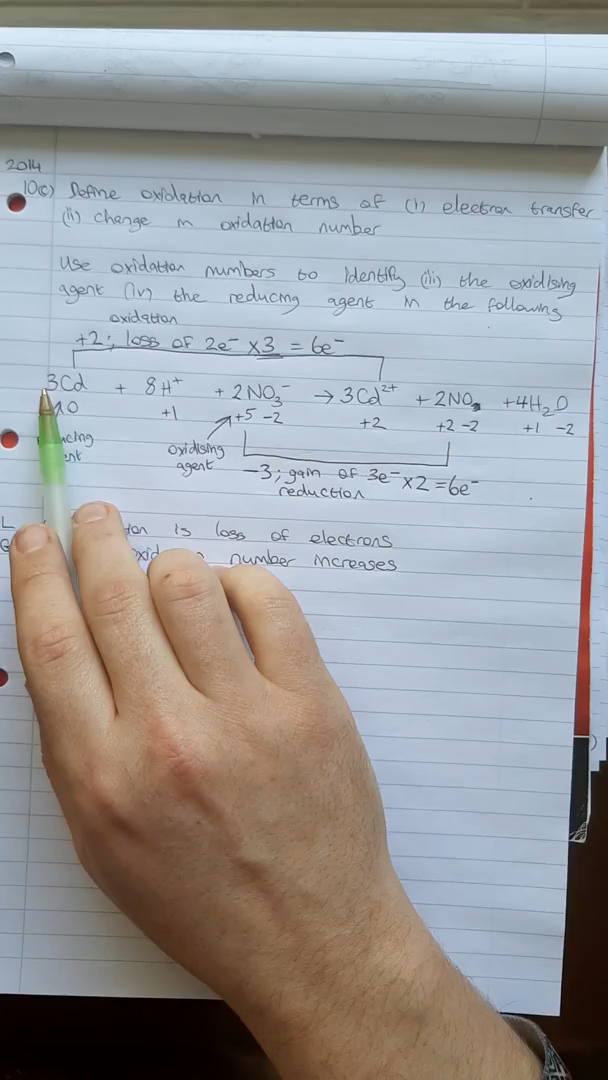 2014
10(c) Define oxidation in terms of (i) electron transfer
(ii) change in oxidation number
Use oxidation numbers to identify (iii) the oxidising
agent (iv) the reducing agent in the following
oxidation
+2; loss of 2e⁻ ×3 = 6e⁻
3Cd + 8H⁺ + 2NO₃⁻ → 3Cd²⁺ + 2NO + 4H₂O
0 +1 +5 -2 +2 +2 -2 +1 -2
oxidising
agent
-3; gain of 3e⁻ ×2 = 6e⁻
reduction
is loss of electrons
number increases